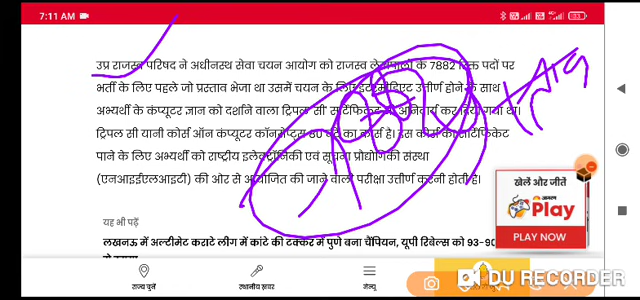 7:11 AM
उप्र राजस्व परिषद ने अधीनस्थ सेवा चयन आयोग को राजस्व लेखपालों के 7882 रिक्त पदों पर
भर्ती के लिए पहले जो प्रस्ताव भेजा था उसमें चयन के लिए इंटरमीडिएट उत्तीर्ण होने के साथ
अभ्यर्थी के कंप्यूटर ज्ञान को दर्शाने वाला ट्रिपल सी सर्टिफिकेट अनिवार्य कर दिया गया था।
ट्रिपल सी यानी कोर्स ऑन कंप्यूटर कॉन्सेप्ट्स 80 घंटे का कोर्स है। इस कोर्स का सर्टिफिकेट
पाने के लिए अभ्यर्थी को राष्ट्रीय इलेक्ट्रॉनिकी एवं सूचना प्रौद्योगिकी संस्था
(एनआइईएलआइटी) की ओर से आयोजित की जाने वाली परीक्षा उत्तीर्ण करनी होती है।
खेलें और जीतें
जागरण
Play
PLAY NOW
यह भी पढ़ें
लखनऊ में अल्टीमेट कराटे लीग में कांटे की टक्कर में पुणे बना चैंपियन, यूपी रिबेल्स को 93-90
राज्य चुनें
स्थानीय ख़बर
मेन्यू
DU RECORDER